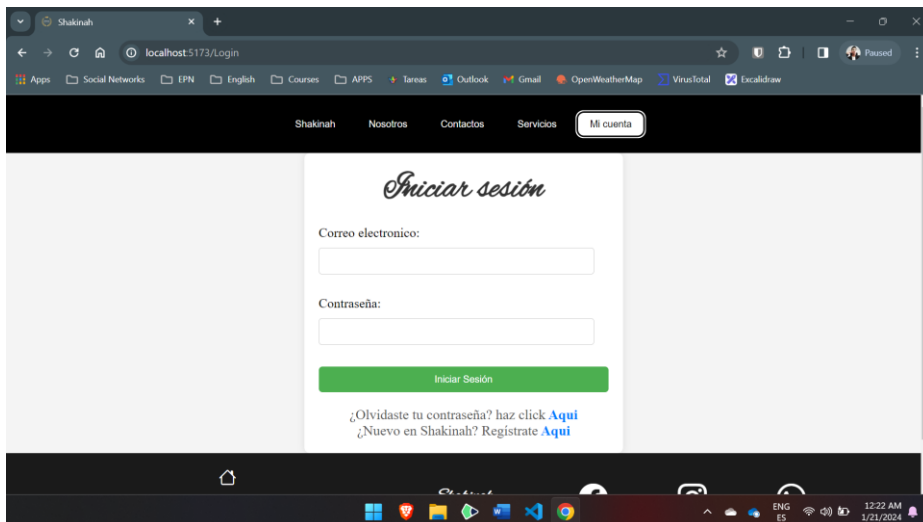 Shakinah
localhost:5173/Login
Paused
Apps Social Networks EPN English Courses APPS Tareas Outlook Gmail OpenWeatherMap VirusTotal Excalidraw
Shakinah Nosotros Contactos Servicios Mi cuenta
Iniciar sesión
Correo electronico:
Contraseña:
Iniciar Sesión
¿Olvidaste tu contraseña? haz click Aqui
¿Nuevo en Shakinah? Regístrate Aqui
ENG 12:22 AM
ES 1/21/2024